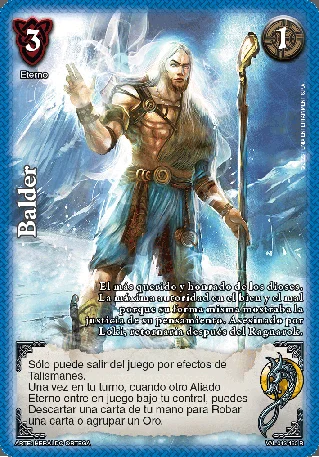 3
1
Eterno
Balder
El más querido y honrado de los dioses.
La máxima autoridad en el bien y el mal
porque su forma misma mostraba la
justicia de su pensamiento. Asesinado por
Loki, retornaría después del Ragnarok.
Sólo puede salir del juego por efectos de
Talismanes.
Una vez en tu turno, cuando otro Aliado
Eterno entre en juego bajo tu control, puedes
Descartar una carta de tu mano para Robar
una carta o agrupar un Oro.
ORTEGA